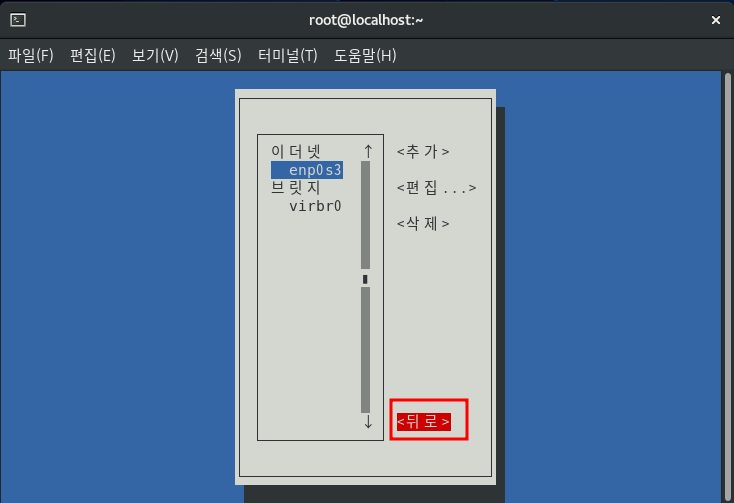 root@localhost:~
파일(F) 편집(E) 보기(V) 검색(S) 터미널(T) 도움말(H)
이더넷 ↑ <추가>
enp0s3
브릿지 <편집...>
virbr0
<삭제>
↓ <뒤로>